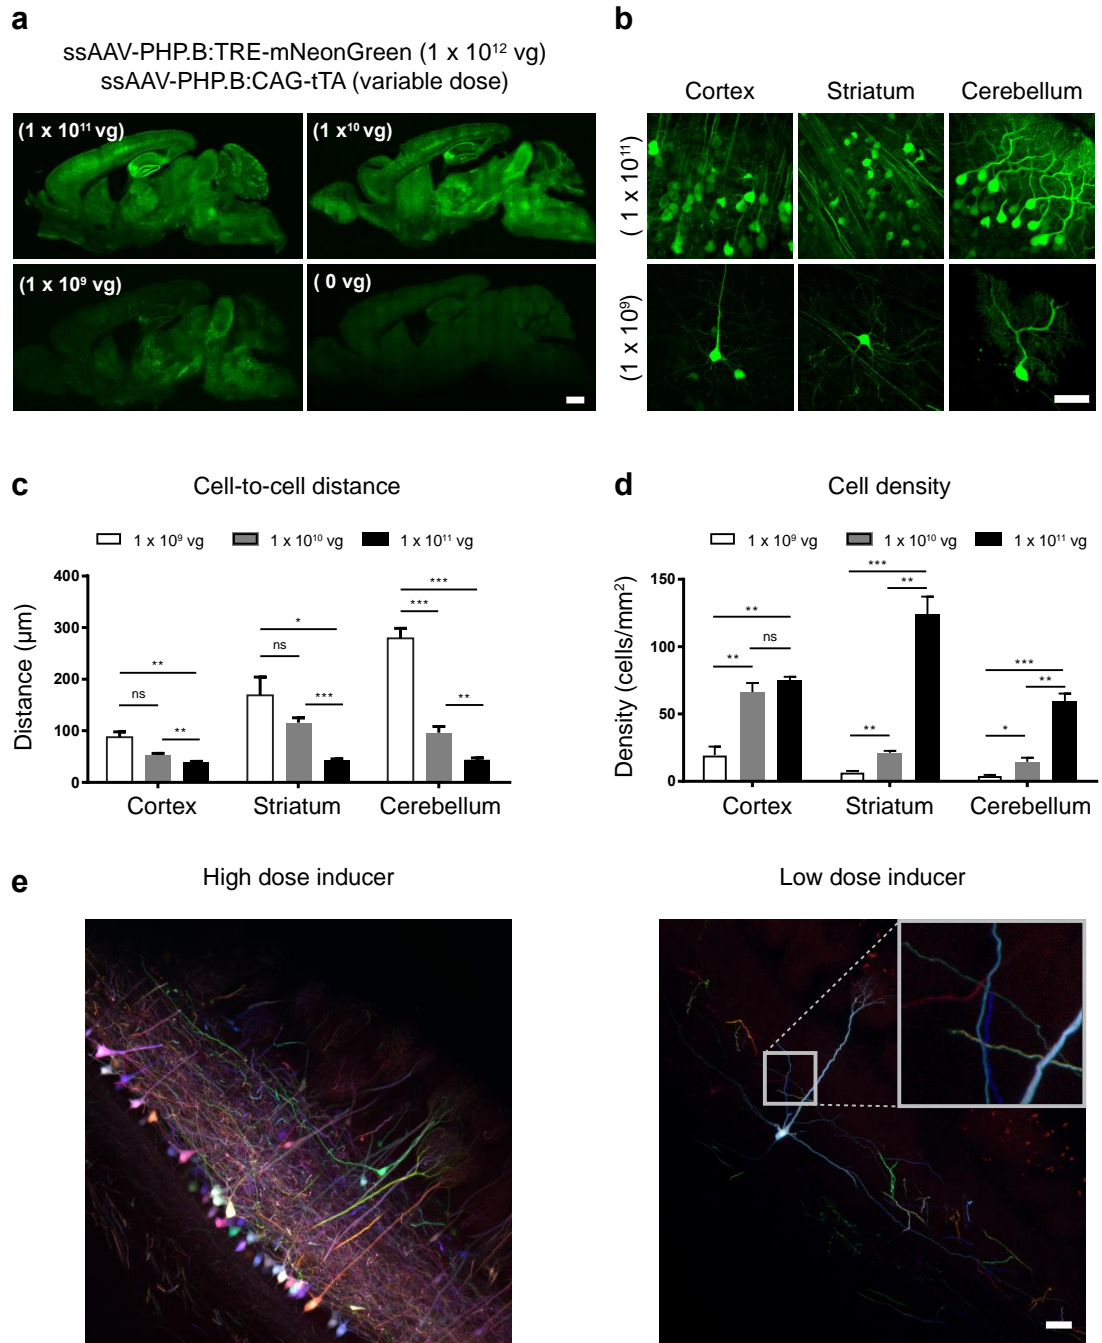 a
ssAAV-PHP.B:TRE-mNeonGreen (1 x 10¹² vg)
ssAAV-PHP.B:CAG-tTA (variable dose)
(1 x 10¹¹ vg)
(1 x¹⁰ vg)
(1 x 10⁹ vg)
( 0 vg)
b
Cortex Striatum Cerebellum
( 1 x 10¹¹)
(1 x 10⁹)
c
Cell-to-cell distance
1 x 10⁹ vg 1 x 10¹⁰ vg 1 x 10¹¹ vg
Distance (µm)
400
300
200
100
0
** ns **
* ns ***
*** *** **
Cortex Striatum Cerebellum
d
Cell density
1 x 10⁹ vg 1 x 10¹⁰ vg 1 x 10¹¹ vg
Density (cells/mm²)
150
100
50
0
** ns **
*** ** **
*** ** *
Cortex Striatum Cerebellum
e
High dose inducer
Low dose inducer